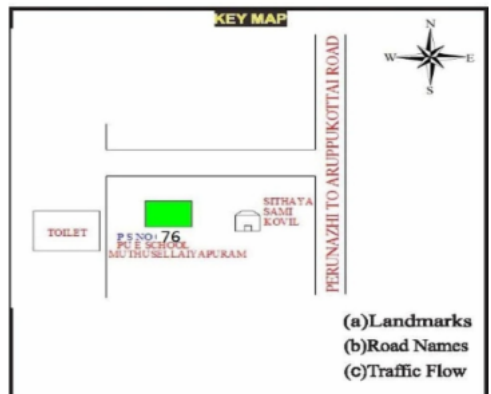 KEY MAP
N
W
E
S
PERUNAZHI TO ARUPPUKOTTAI ROAD
SITHAYA
SAMI
KOVIL
TOILET
P S NO: 76
PU E SCHOOL
MUTHUSELLAIYAPURAM
(a)Landmarks
(b)Road Names
(c)Traffic Flow